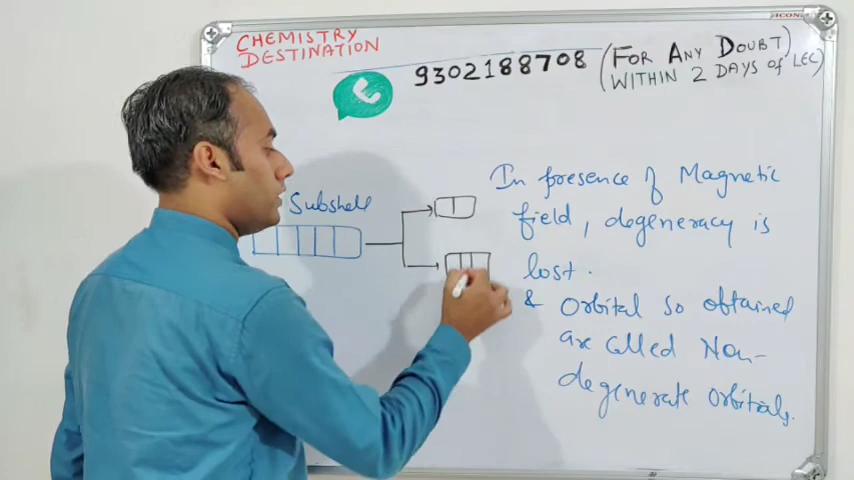 ICON
CHEMISTRY
DESTINATION
9302188708 (FOR ANY DOUBT)
(WITHIN 2 DAYS of LEC)
Subshell
In presence of Magnetic
field, degeneracy is
lost.
& Orbital so obtained
are called Non-
degenerate Orbitals.